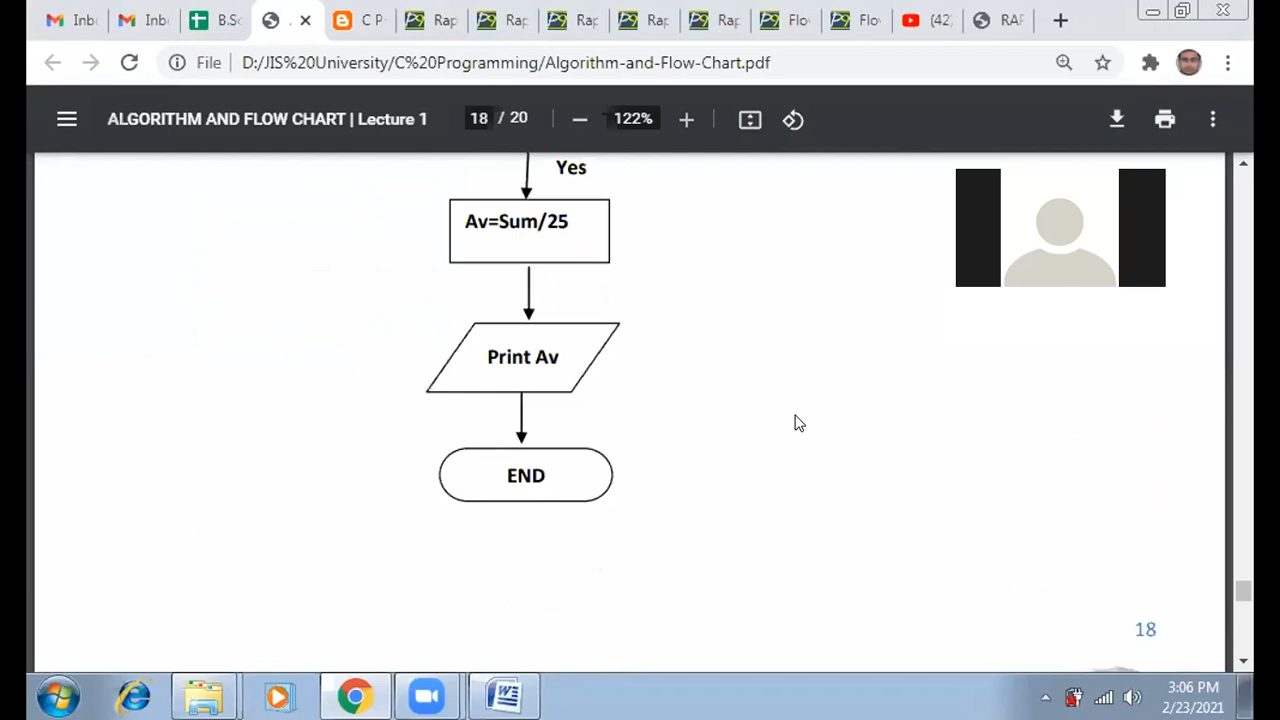 Inb
Inb
B.Sc
C P
Rap
Rap
Rap
Rap
Rap
Flo
Flo
(42)
RAP
File
D:/JIS%20University/C%20Programming/Algorithm-and-Flow-Chart.pdf
ALGORITHM AND FLOW CHART | Lecture 1
18 / 20
122%
Yes
Av=Sum/25
Print Av
END
18
3:06 PM
2/23/2021